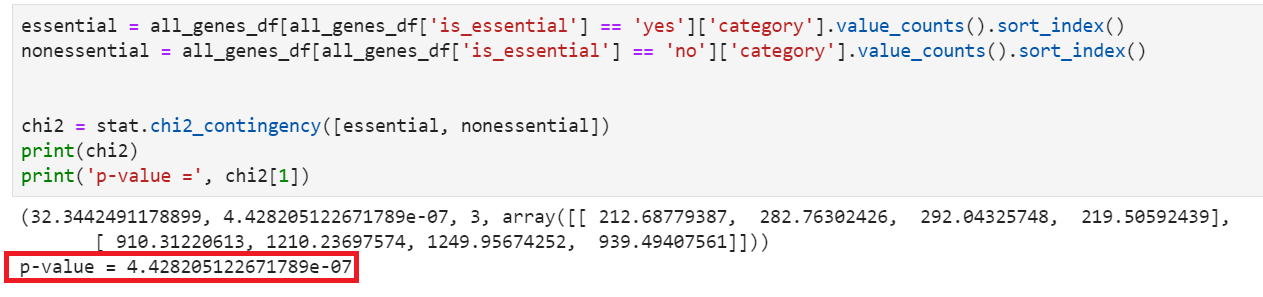 essential = all_genes_df[all_genes_df['is_essential'] == 'yes']['category'].value_counts().sort_index()
nonessential = all_genes_df[all_genes_df['is_essential'] == 'no']['category'].value_counts().sort_index()
chi2 = stat.chi2_contingency([essential, nonessential])
print(chi2)
print('p-value =', chi2[1])
(32.3442491178899, 4.428205122671789e-07, 3, array([[ 212.68779387,  282.76302426,  292.04325748,  219.50592439],
       [ 910.31220613, 1210.23697574, 1249.95674252,  939.49407561]]))
p-value = 4.428205122671789e-07